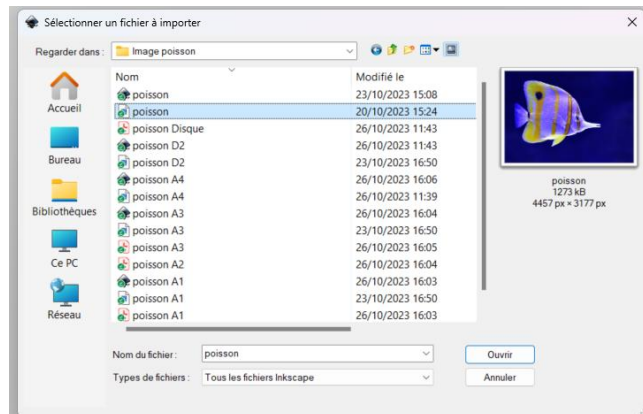 Sélectionner un fichier à importer
Regarder dans : Image poisson
Nom Modifié le
poisson 23/10/2023 15:08
poisson 20/10/2023 15:24
poisson Disque 26/10/2023 11:43
poisson D2 26/10/2023 11:43
poisson D2 23/10/2023 16:50
poisson A4 26/10/2023 16:06
poisson A4 26/10/2023 11:39
poisson A3 26/10/2023 16:04
poisson A3 23/10/2023 16:50
poisson A3 26/10/2023 16:05
poisson A2 26/10/2023 16:04
poisson A1 26/10/2023 16:03
poisson A1 23/10/2023 16:50
poisson A1 26/10/2023 16:03
Accueil
Bureau
Bibliothèques
Ce PC
Réseau
poisson
1273 kB
4457 px × 3177 px
Nom du fichier : poisson Ouvrir
Types de fichiers : Tous les fichiers Inkscape Annuler